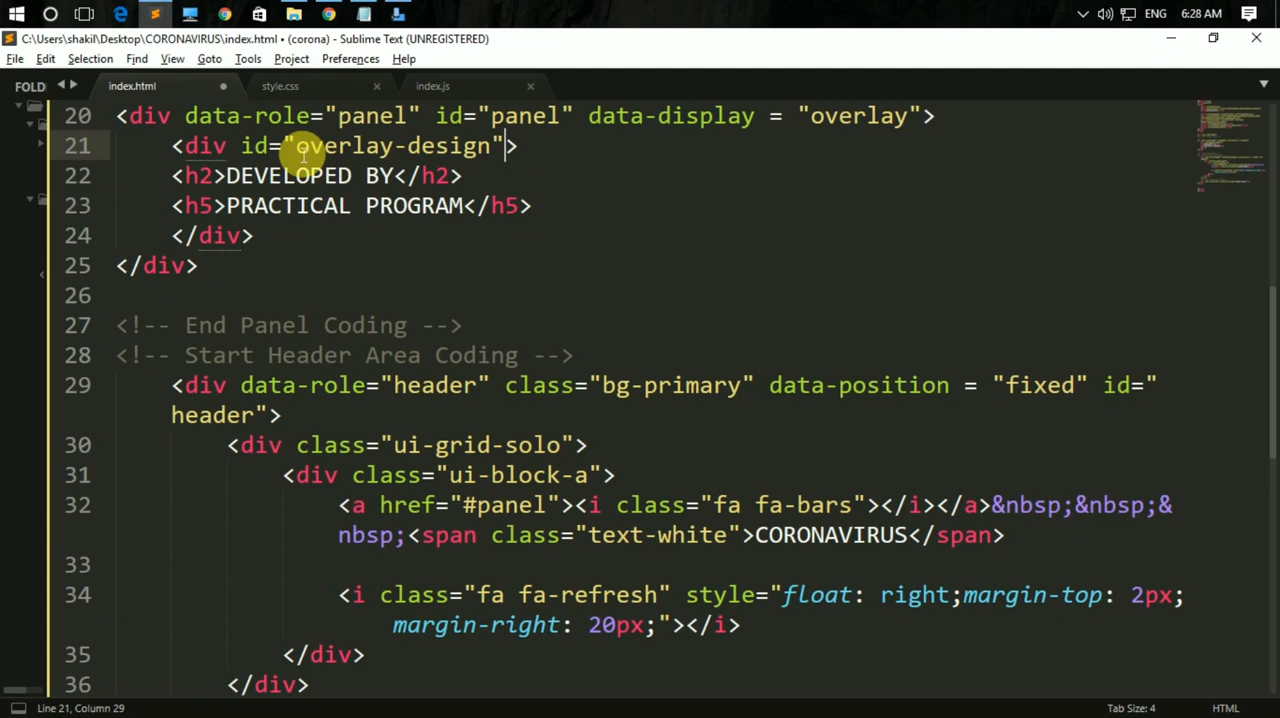 ENG 6:28 AM
C:\Users\shakil\Desktop\CORONAVIRUS\index.html • (corona) - Sublime Text (UNREGISTERED)
File Edit Selection Find View Goto Tools Project Preferences Help
FOLD index.html style.css index.js
20 <div data-role="panel" id="panel" data-display = "overlay">
21 <div id="overlay-design">
22 <h2>DEVELOPED BY</h2>
23 <h5>PRACTICAL PROGRAM</h5>
24 </div>
25 </div>
26
27 <!-- End Panel Coding -->
28 <!-- Start Header Area Coding -->
29 <div data-role="header" class="bg-primary" data-position = "fixed" id="
header">
30 <div class="ui-grid-solo">
31 <div class="ui-block-a">
32 <a href="#panel"><i class="fa fa-bars"></i></a>&nbsp;&nbsp;&
nbsp;<span class="text-white">CORONAVIRUS</span>
33
34 <i class="fa fa-refresh" style="float: right;margin-top: 2px;
margin-right: 20px;"></i>
35 </div>
36 </div>
Line 21, Column 29 Tab Size: 4 HTML